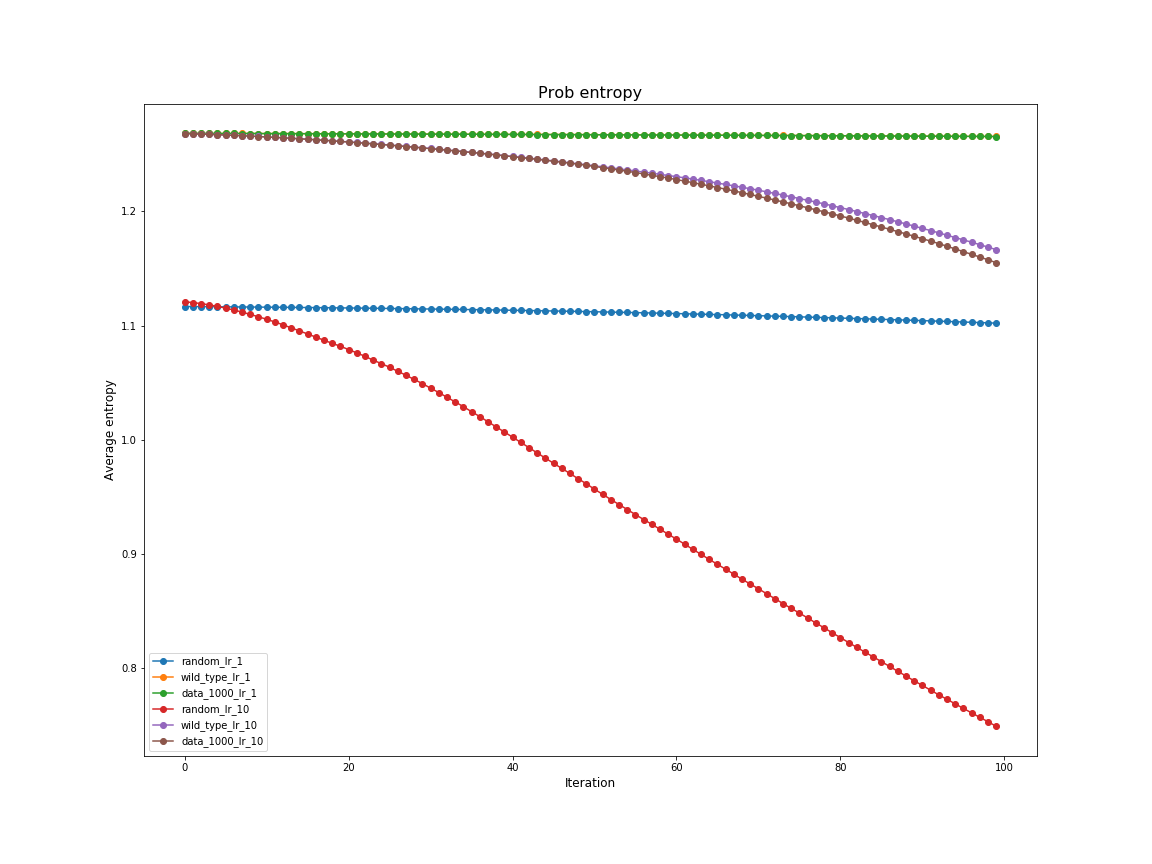 Prob entropy
Average entropy
1.2
1.1
1.0
0.9
0.8
random_lr_1
wild_type_lr_1
data_1000_lr_1
random_lr_10
wild_type_lr_10
data_1000_lr_10
0 20 40 60 80 100
Iteration